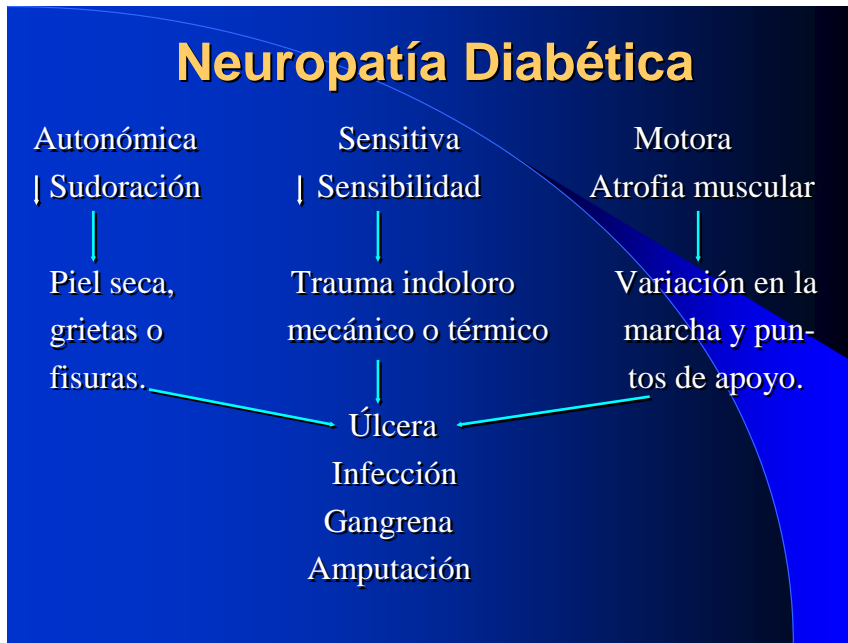 Neuropatía Diabética
Autonómica Sensitiva Motora
↓ Sudoración ↓ Sensibilidad Atrofia muscular
Piel seca, Trauma indoloro Variación en la
grietas o mecánico o térmico marcha y pun-
fisuras. tos de apoyo.
Úlcera
Infección
Gangrena
Amputación